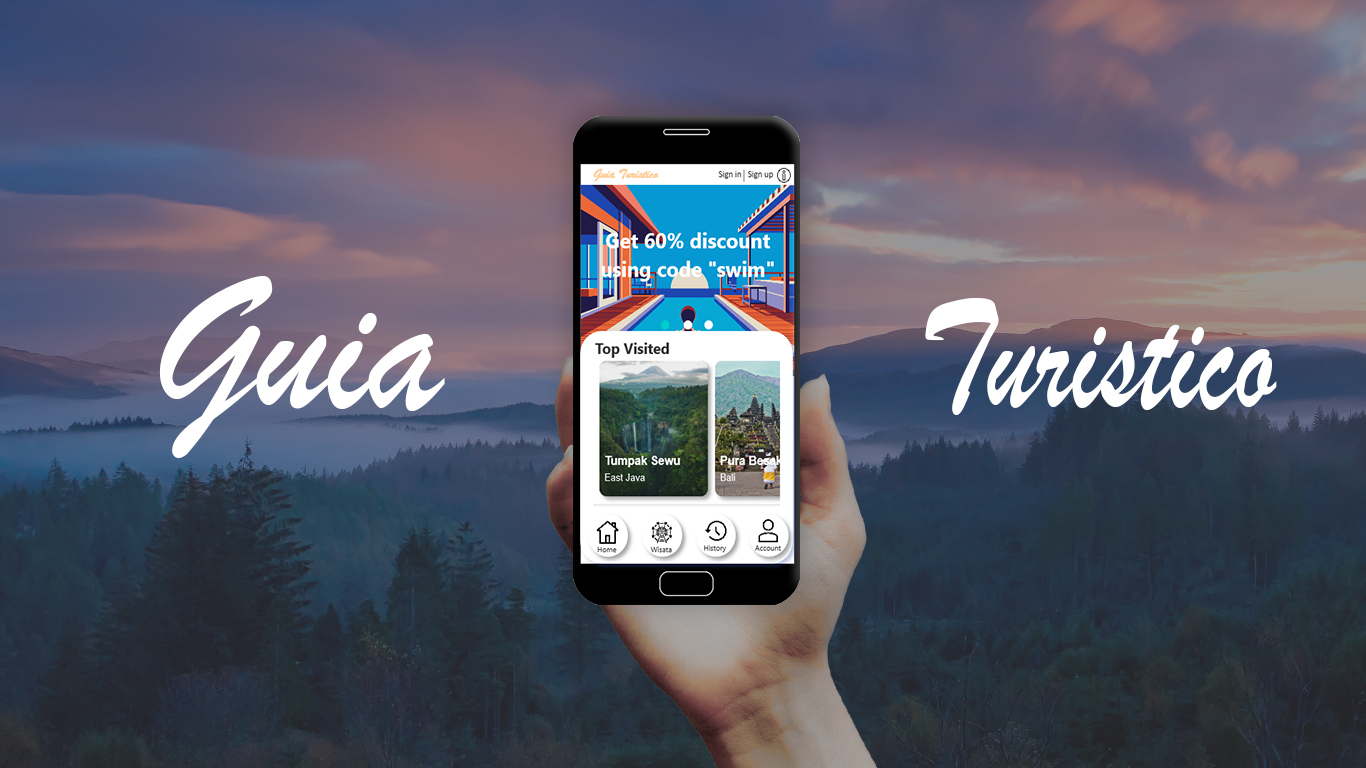 Guia Turistico
Guia Turistico
Sign in | Sign up
Get 60% discount
using code "swim"
Top Visited
Tumpak Sewu
East Java
Pura Besak
Bali
Home
Wisata
History
Account